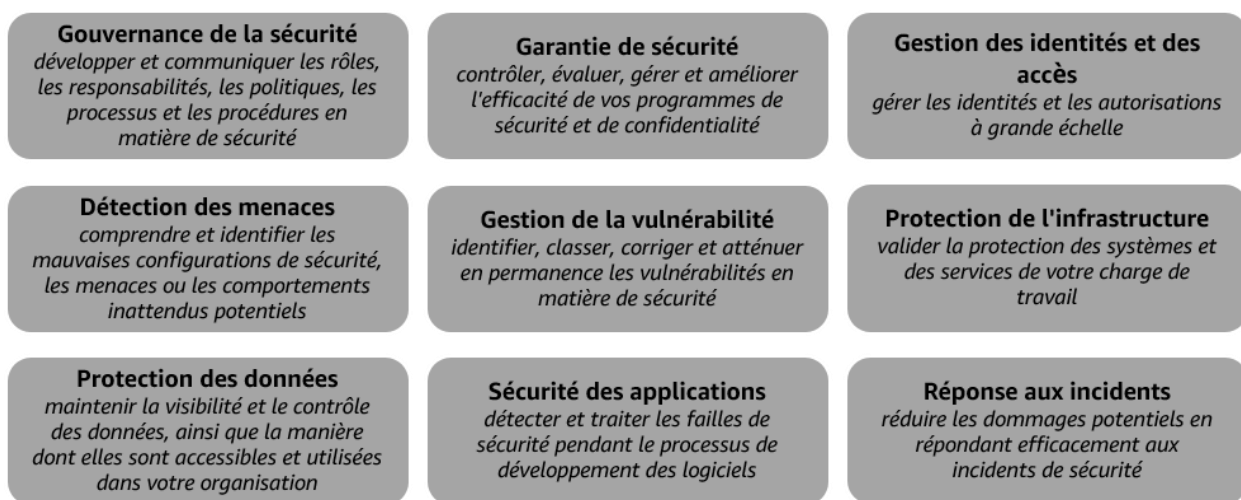 Gouvernance de la sécurité
développer et communiquer les rôles,
les responsabilités, les politiques, les
processus et les procédures en
matière de sécurité
Garantie de sécurité
contrôler, évaluer, gérer et améliorer
l'efficacité de vos programmes de
sécurité et de confidentialité
Gestion des identités et des
accès
gérer les identités et les autorisations
à grande échelle
Détection des menaces
comprendre et identifier les
mauvaises configurations de sécurité,
les menaces ou les comportements
inattendus potentiels
Gestion de la vulnérabilité
identifier, classer, corriger et atténuer
en permanence les vulnérabilités en
matière de sécurité
Protection de l'infrastructure
valider la protection des systèmes et
des services de votre charge de
travail
Protection des données
maintenir la visibilité et le contrôle
des données, ainsi que la manière
dont elles sont accessibles et utilisées
dans votre organisation
Sécurité des applications
détecter et traiter les failles de
sécurité pendant le processus de
développement des logiciels
Réponse aux incidents
réduire les dommages potentiels en
répondant efficacement aux
incidents de sécurité